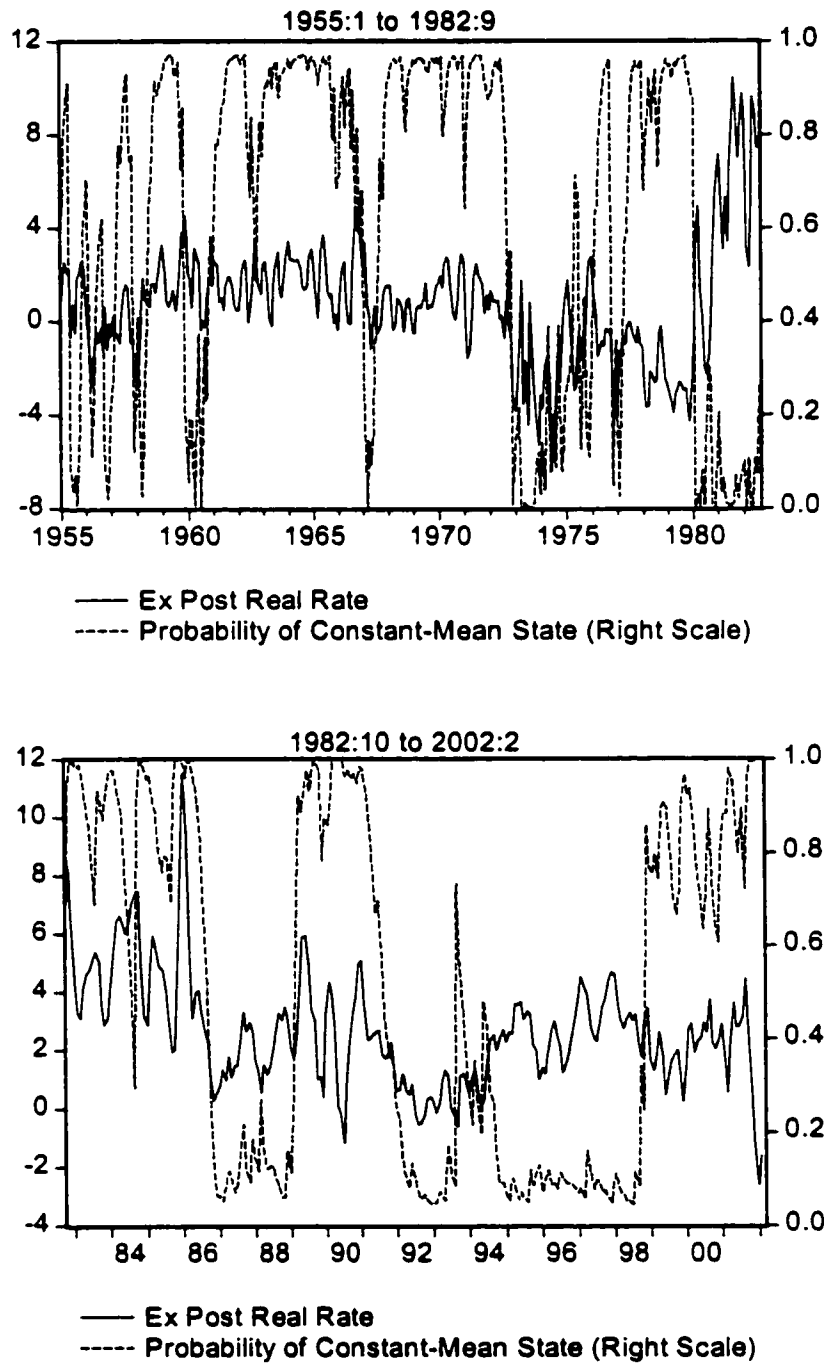 1955:1 to 1982:9
12 1.0
8 0.8
4 0.6
0 0.4
-4 0.2
-8 0.0
1955 1960 1965 1970 1975 1980
Ex Post Real Rate
Probability of Constant-Mean State (Right Scale)
1982:10 to 2002:2
12 1.0
10
8 0.8
6 0.6
4
2 0.4
0
-2 0.2
-4 0.0
84 86 88 90 92 94 96 98 00
Ex Post Real Rate
Probability of Constant-Mean State (Right Scale)